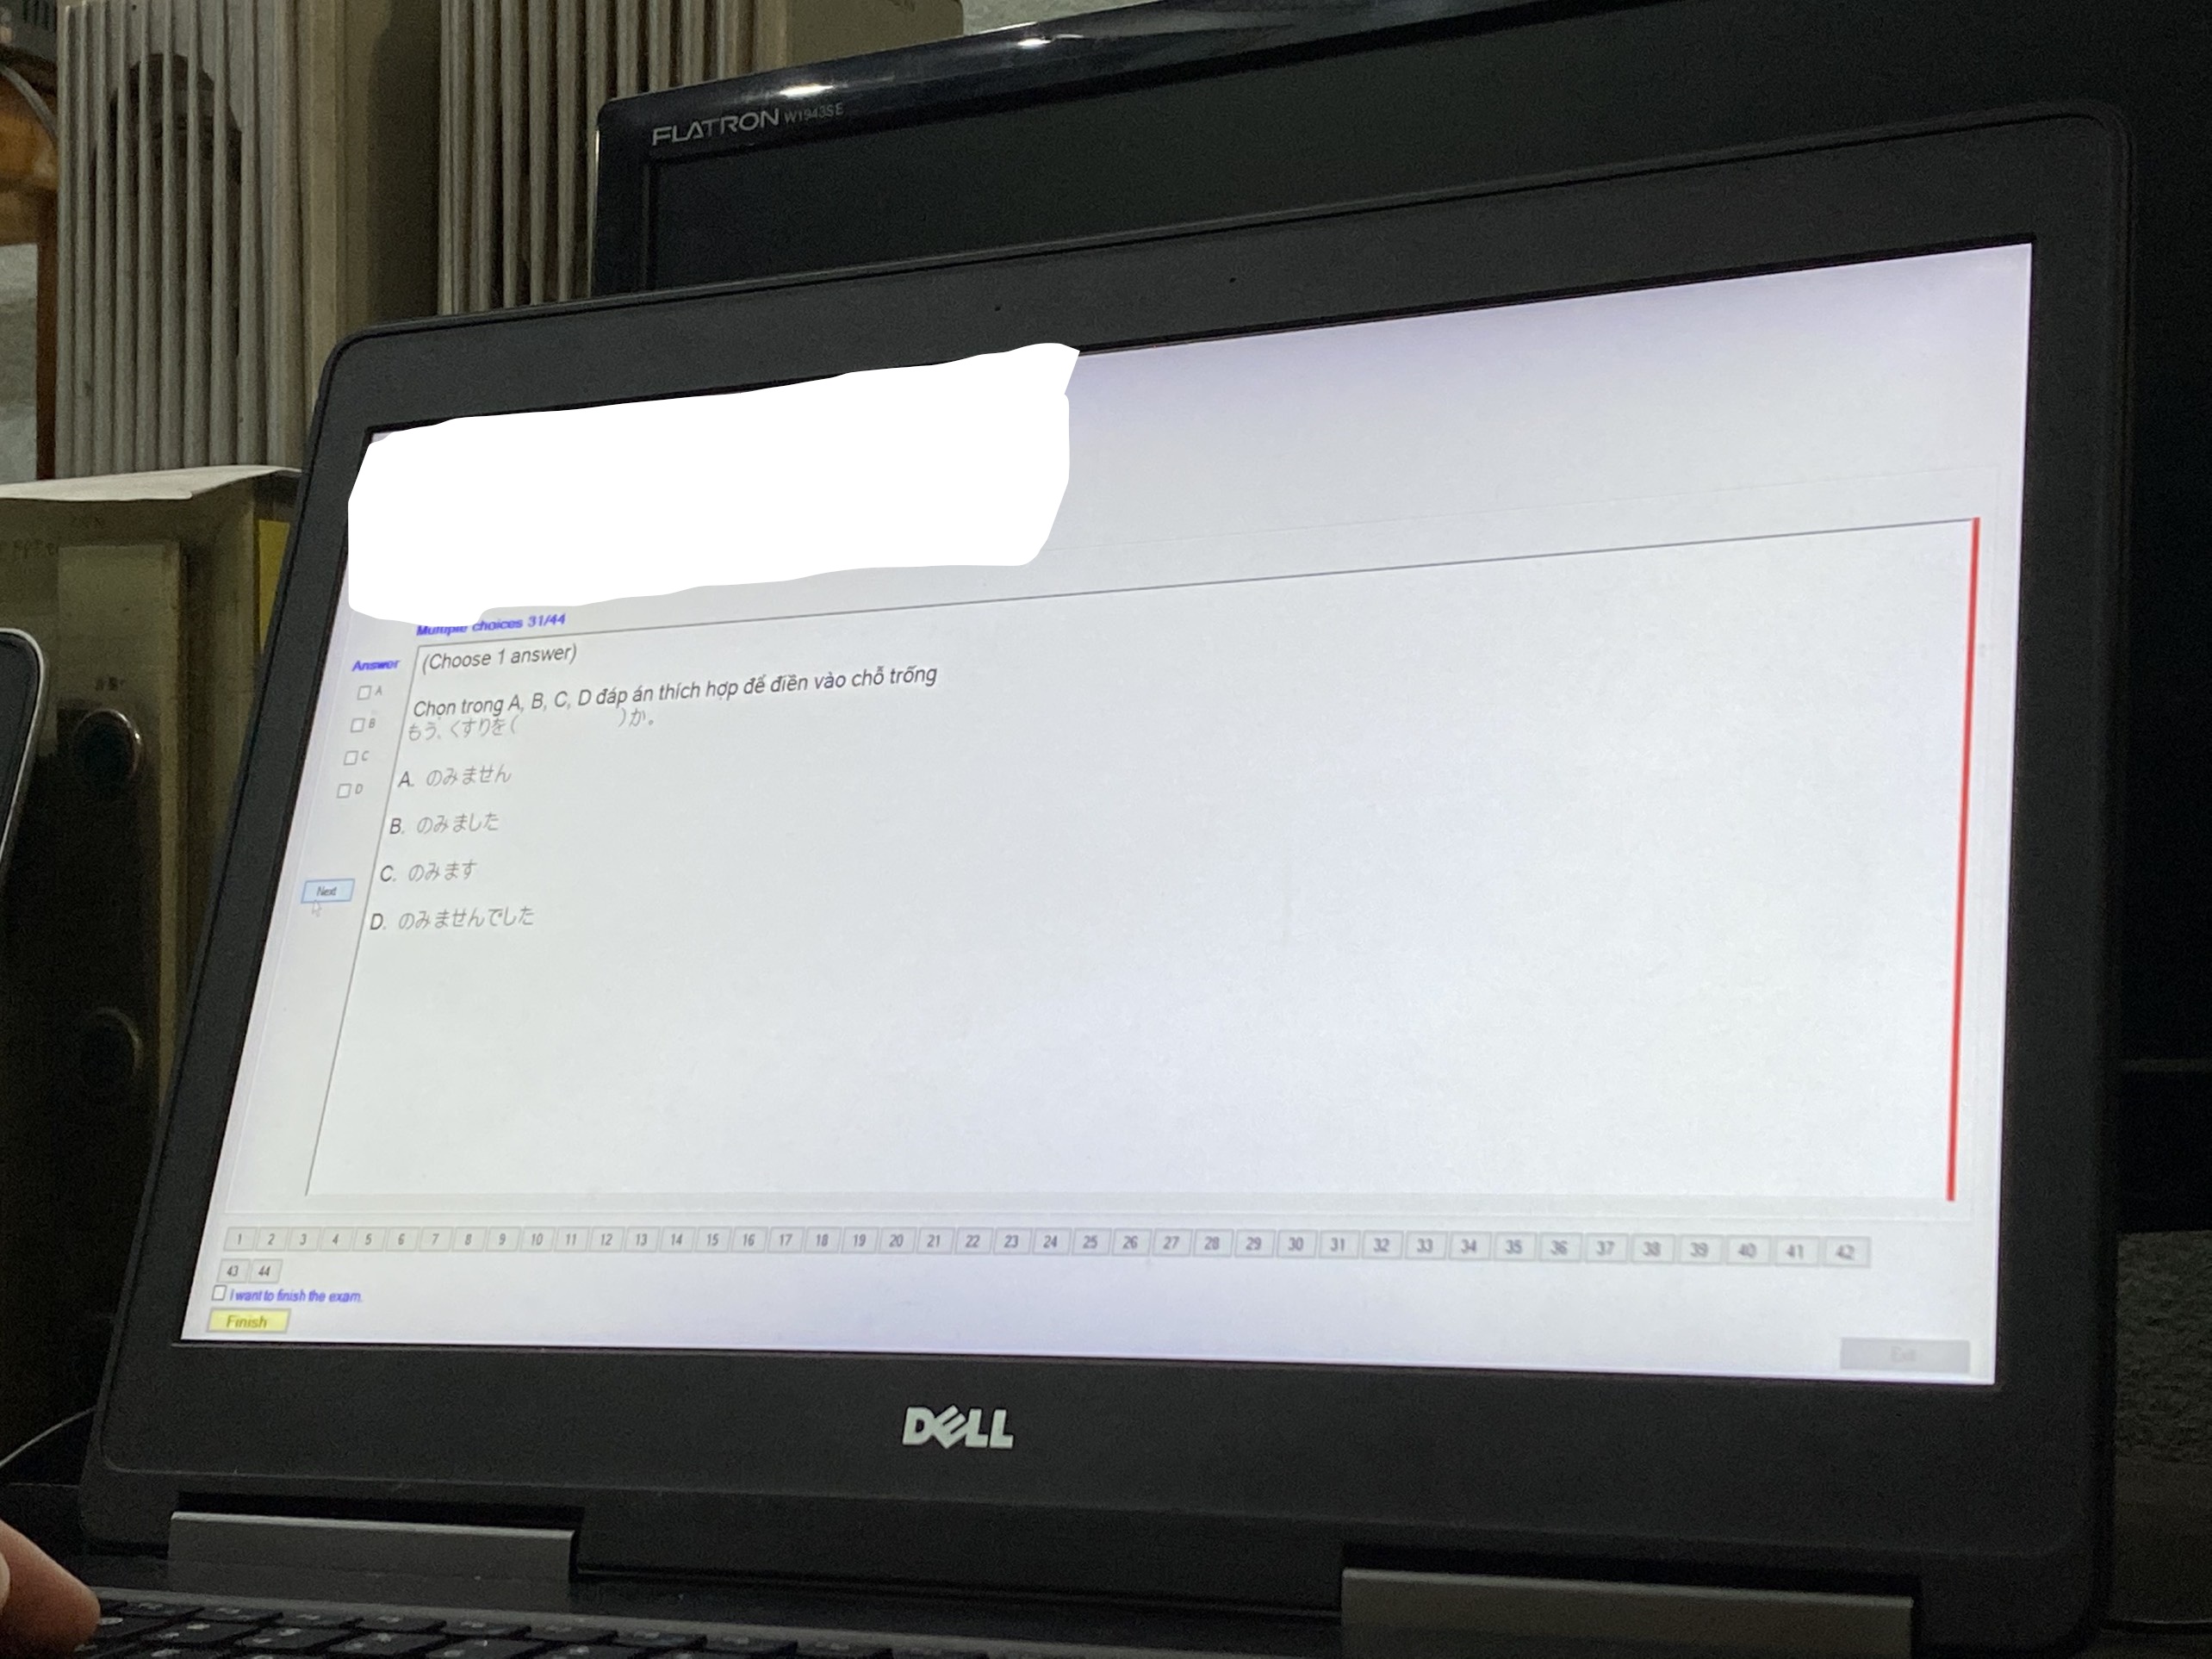 FLATRON W1943SE
Multiple choices 31/44
Answer
(Choose 1 answer)
A
B
C
D
Chọn trong A, B, C, D đáp án thích hợp để điền vào chỗ trống
もう、くすりを( )か。
A. のみません
B. のみました
C. のみます
D. のみませんでした
Next
1 2 3 4 5 6 7 8 9 10 11 12 13 14 15 16 17 18 19 20 21 22 23 24 25 26 27 28 29 30 31 32 33 34 35 36 37 38 39 40 41 42
43 44
I want to finish the exam.
Finish
Exit
DELL